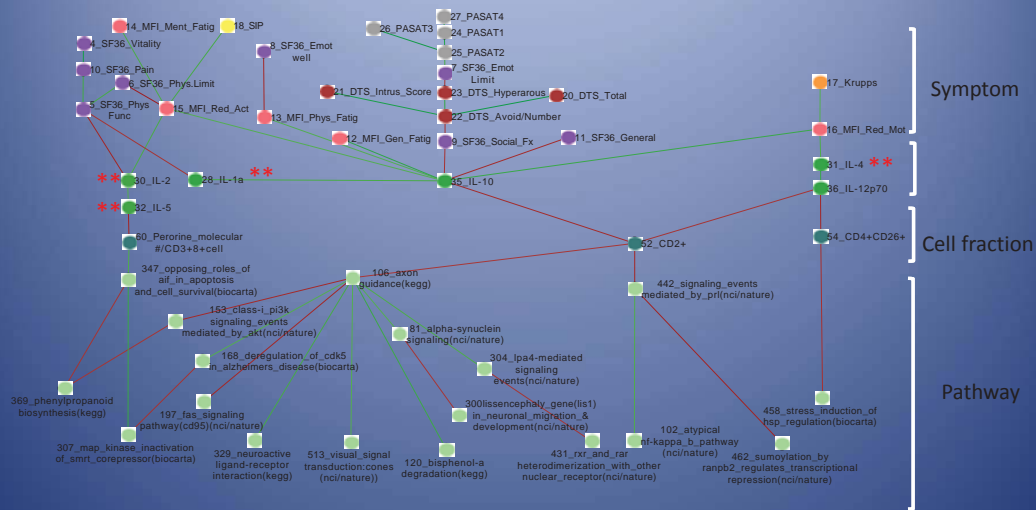 14_MFI_Ment_Fatig
18_SIP
4_SF36_Vitality
10_SF36_Pain
6_SF36_Phys.Limit
5_SF36_Phys
Func
15_MFI_Red_Act
8_SF36_Emot
well
13_MFI_Phys_Fatig
21_DTS_Intrus_Score
12_MFI_Gen_Fatig
26_PASAT3
27_PASAT4
24_PASAT1
25_PASAT2
7_SF36_Emot
Limit
23_DTS_Hyperarous
20_DTS_Total
22_DTS_Avoid/Number
9_SF36_Social_Fx
11_SF36_General
17_Krupps
16_MFI_Red_Mot
Symptom
**
30_IL-2
28_IL-1a
**
35_IL-10
31_IL-4
**
36_IL-12p70
**
32_IL-5
60_Perorine_molecular
#/CD3+8+cell
52_CD2+
54_CD4+CD26+
Cell fraction
347_opposing_roles_of
aif_in_apoptosis
and_cell_survival(biocarta)
106_axon
guidance(kegg)
442_signaling_events
mediated_by_prl(nci/nature)
153_class-i_pi3k
signaling_events
mediated_by_akt(nci/nature)
81_alpha-synuclein
signaling(nci/nature)
168_deregulation_of_cdk5
in_alzheimers_disease(biocarta)
304_lpa4-mediated
signaling
events(nci/nature)
369_phenylpropanoid
biosynthesis(kegg)
197_fas_signaling
pathway(cd95)(nci/nature)
300lissencephaly_gene(lis1)
in_neuronal_migration_&
development(nci/nature)
458_stress_induction_of
hsp_regulation(biocarta)
Pathway
307_map_kinase_inactivation
of_smrt_corepressor(biocarta)
329_neuroactive
ligand-receptor
interaction(kegg)
513_visual_signal
transduction:cones
(nci/nature))
120_bisphenol-a
degradation(kegg)
431_rxr_and_rar
heterodimerization_with_other
nuclear_receptor(nci/nature)
102_atypical
nf-kappa_b_pathway
(nci/nature)
462_sumoylation_by
ranpb2_regulates_transcriptional
repression(nci/nature)